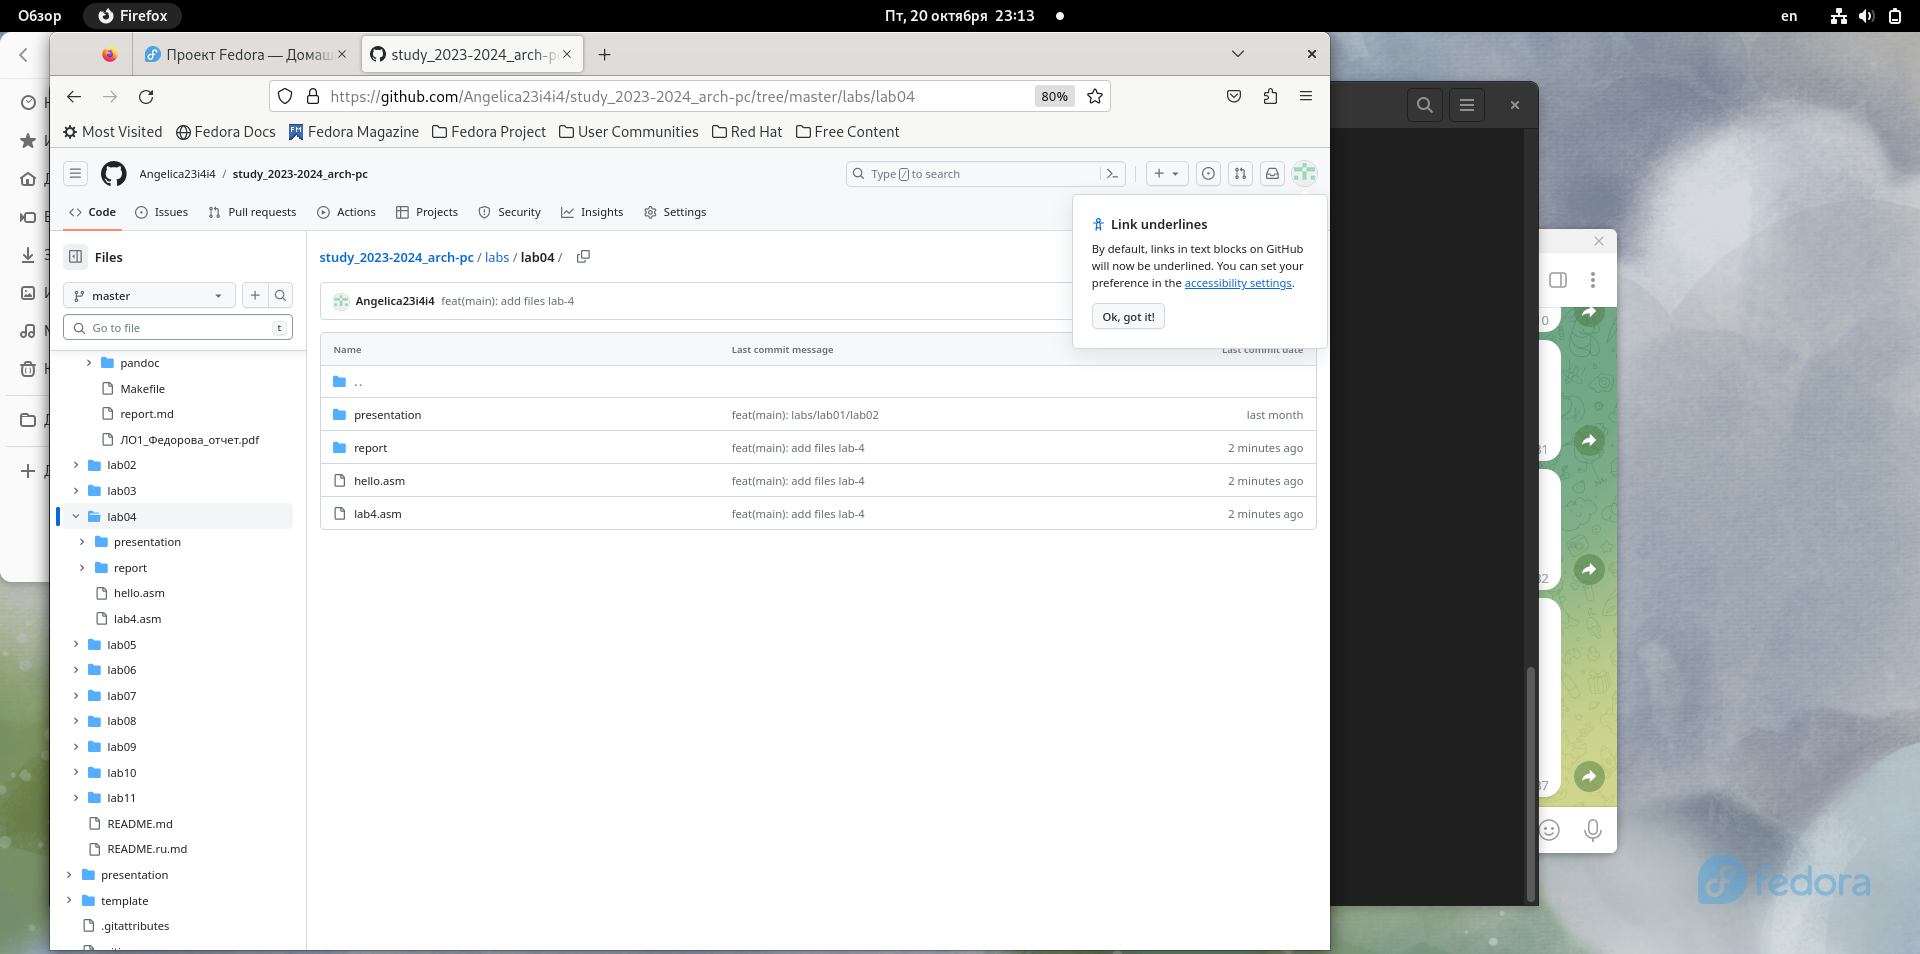 Обзор
Firefox
Пт, 20 октября 23:13
en
Проект Fedora — Домаш
study_2023-2024_arch-pc
https://github.com/Angelica23i4i4/study_2023-2024_arch-pc/tree/master/labs/lab04
80%
Most Visited
Fedora Docs
Fedora Magazine
Fedora Project
User Communities
Red Hat
Free Content
Angelica23i4i4 / study_2023-2024_arch-pc
Type / to search
Code
Issues
Pull requests
Actions
Projects
Security
Insights
Settings
Link underlines
By default, links in text blocks on GitHub
will now be underlined. You can set your
preference in the accessibility settings.
Ok, got it!
Files
master
Go to file
t
pandoc
Makefile
report.md
ЛО1_Федорова_отчет.pdf
lab02
lab03
lab04
presentation
report
hello.asm
lab4.asm
lab05
lab06
lab07
lab08
lab09
lab10
lab11
README.md
README.ru.md
presentation
template
.gitattributes
study_2023-2024_arch-pc / labs / lab04 /
Angelica23i4i4 feat(main): add files lab-4
Name Last commit message Last commit date
..
presentation feat(main): labs/lab01/lab02 last month
report feat(main): add files lab-4 2 minutes ago
hello.asm feat(main): add files lab-4 2 minutes ago
lab4.asm feat(main): add files lab-4 2 minutes ago
fedora